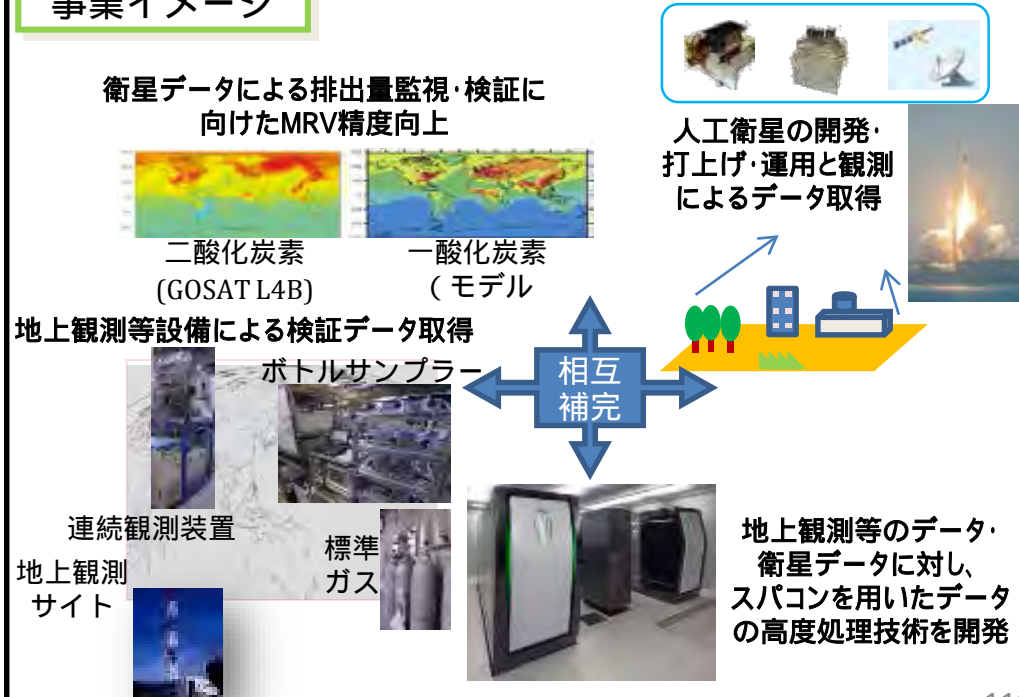 事業イメージ
衛星データによる排出量監視･検証に
向けたMRV精度向上
二酸化炭素
(GOSAT L4B)
一酸化炭素
(モデル
人工衛星の開発･
打上げ･運用と観測
によるデータ取得
地上観測等設備による検証データ取得
ボトルサンプラー
相互
補完
連続観測装置
標準
ガス
地上観測
サイト
地上観測等のデータ･
衛星データに対し、
スパコンを用いたデータ
の高度処理技術を開発